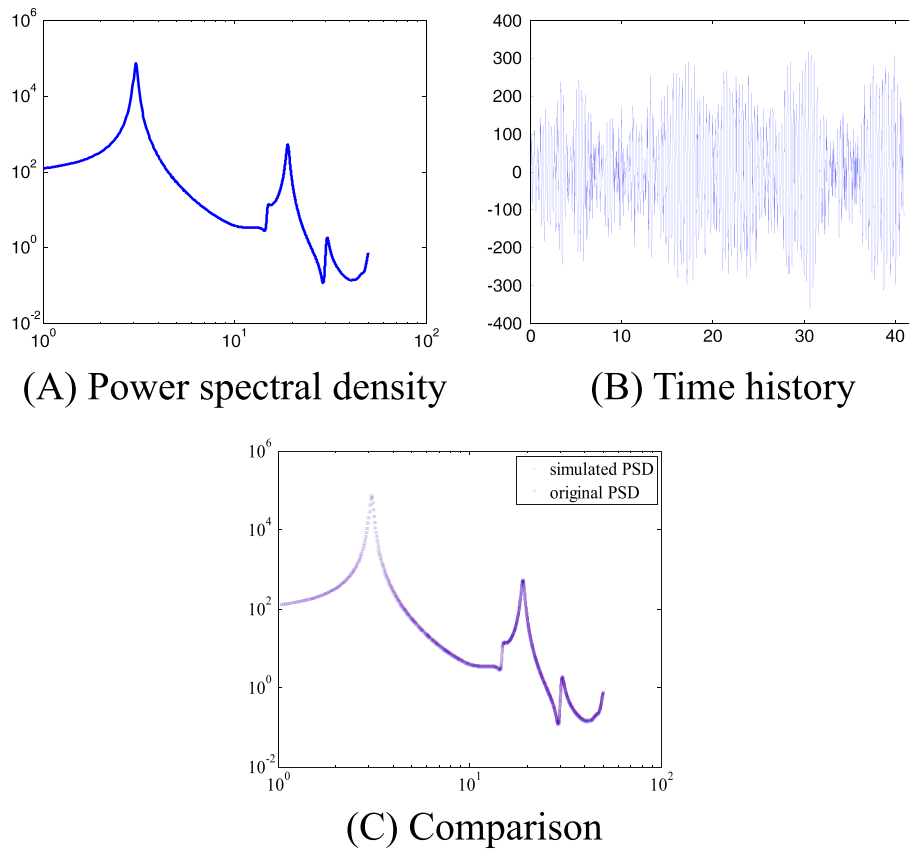 10^6
10^4
10^2
10^0
10^-2
10^0 10^1 10^2
(A) Power spectral density
400
300
200
100
0
-100
-200
-300
-400
0 10 20 30 40
(B) Time history
10^6
10^4
10^2
10^0
10^-2
10^0 10^1 10^2
simulated PSD
original PSD
(C) Comparison